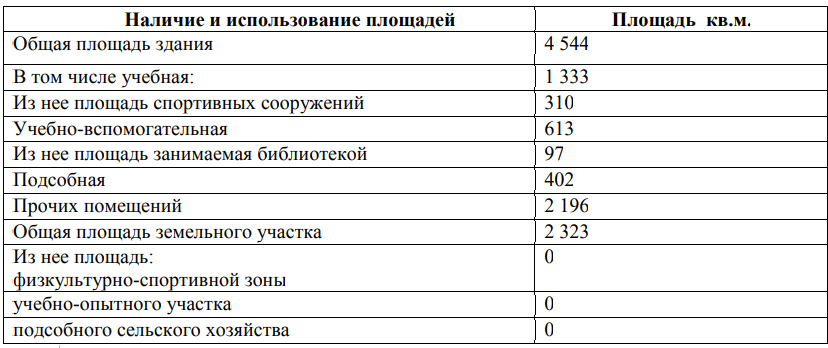 Наличие и использование площадей Площадь кв.м.
Общая площадь здания 4 544
В том числе учебная: 1 333
Из нее площадь спортивных сооружений 310
Учебно-вспомогательная 613
Из нее площадь занимаемая библиотекой 97
Подсобная 402
Прочих помещений 2 196
Общая площадь земельного участка 2 323
Из нее площадь: 0
физкультурно-спортивной зоны
учебно-опытного участка 0
подсобного сельского хозяйства 0